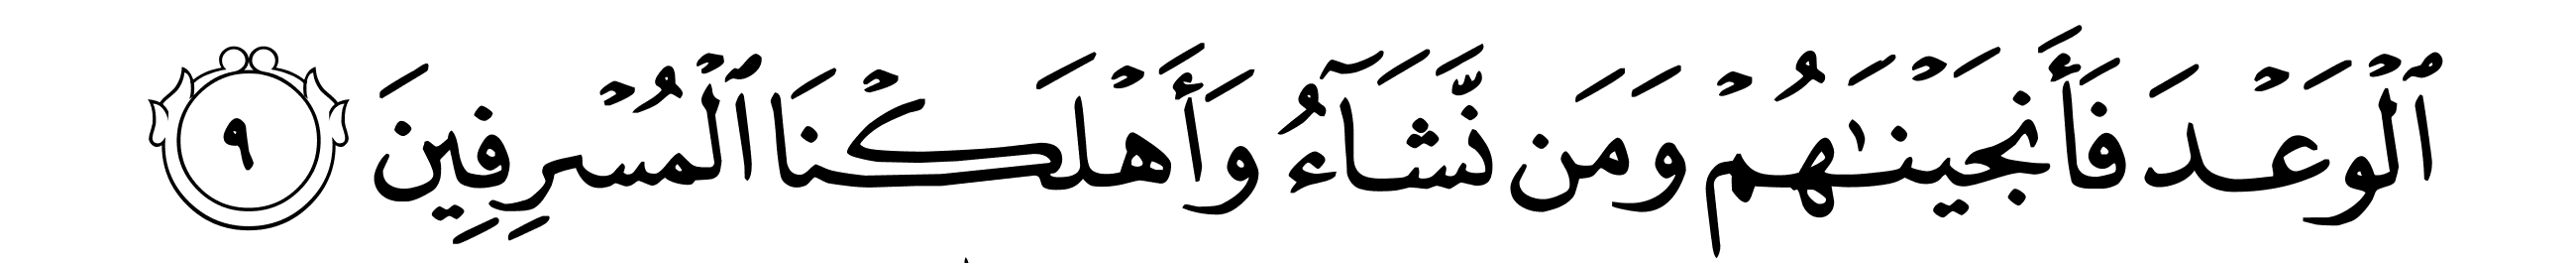 ٱلْوَعْدَ فَأَنجَيْنَٰهُمْ وَمَن نَّشَآءُ وَأَهْلَكْنَا ٱلْمُسْرِفِينَ ٩